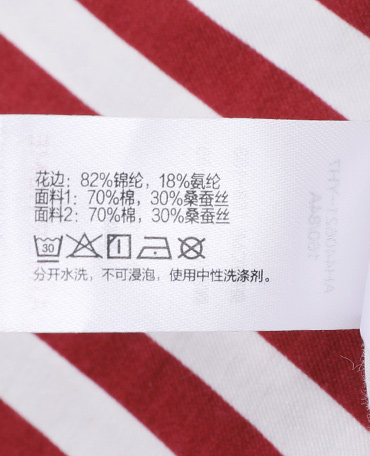 花边：82%锦纶，18%氨纶
面料1：70%棉，30%桑蚕丝
面料2：70%棉，30%桑蚕丝
30
分开水洗，不可浸泡，使用中性洗涤剂。